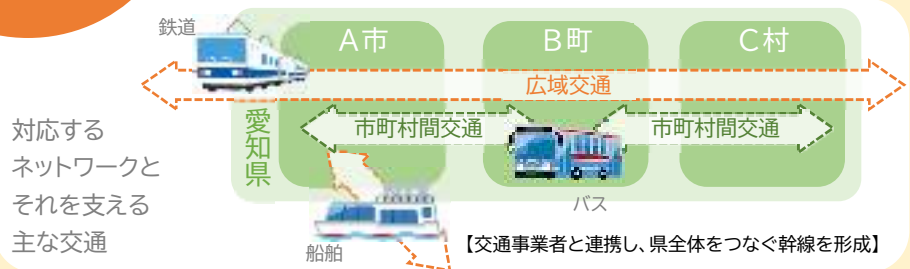 鉄道
A市
B町
C村
広域交通
愛知県
市町村間交通
市町村間交通
対応する
ネットワークと
それを支える
主な交通
バス
船舶
【交通事業者と連携し、県全体をつなぐ幹線を形成】